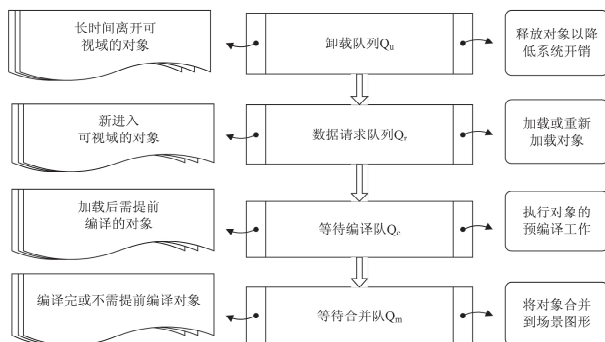 长时间离开可
视域的对象
卸载队列Qu
释放对象以降
低系统开销
新进入
可视域的对象
数据请求队列Qr
加载或重新
加载对象
加载后需提前
编译的对象
等待编译队Qc
执行对象的
预编译工作
编译完或不需提前编译对象
等待合并队Qm
将对象合并
到场景图形